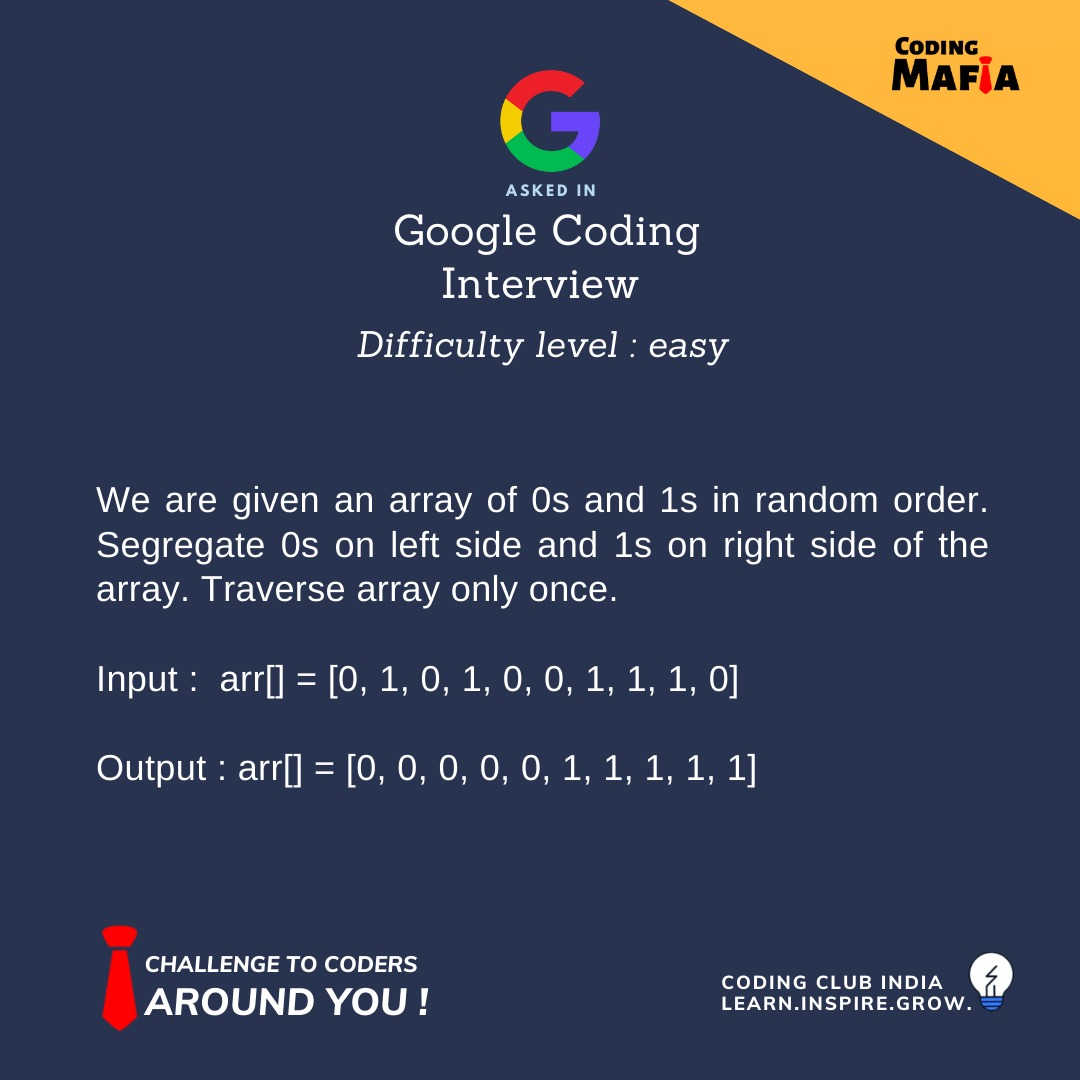 CODING
MAFIA
ASKED IN
Google Coding
Interview
Difficulty level : easy
We are given an array of 0s and 1s in random order.
Segregate 0s on left side and 1s on right side of the
array. Traverse array only once.
Input :  arr[] = [0, 1, 0, 1, 0, 0, 1, 1, 1, 0]
Output : arr[] = [0, 0, 0, 0, 0, 1, 1, 1, 1, 1]
CHALLENGE TO CODERS
AROUND YOU !
CODING CLUB INDIA
LEARN.INSPIRE.GROW.